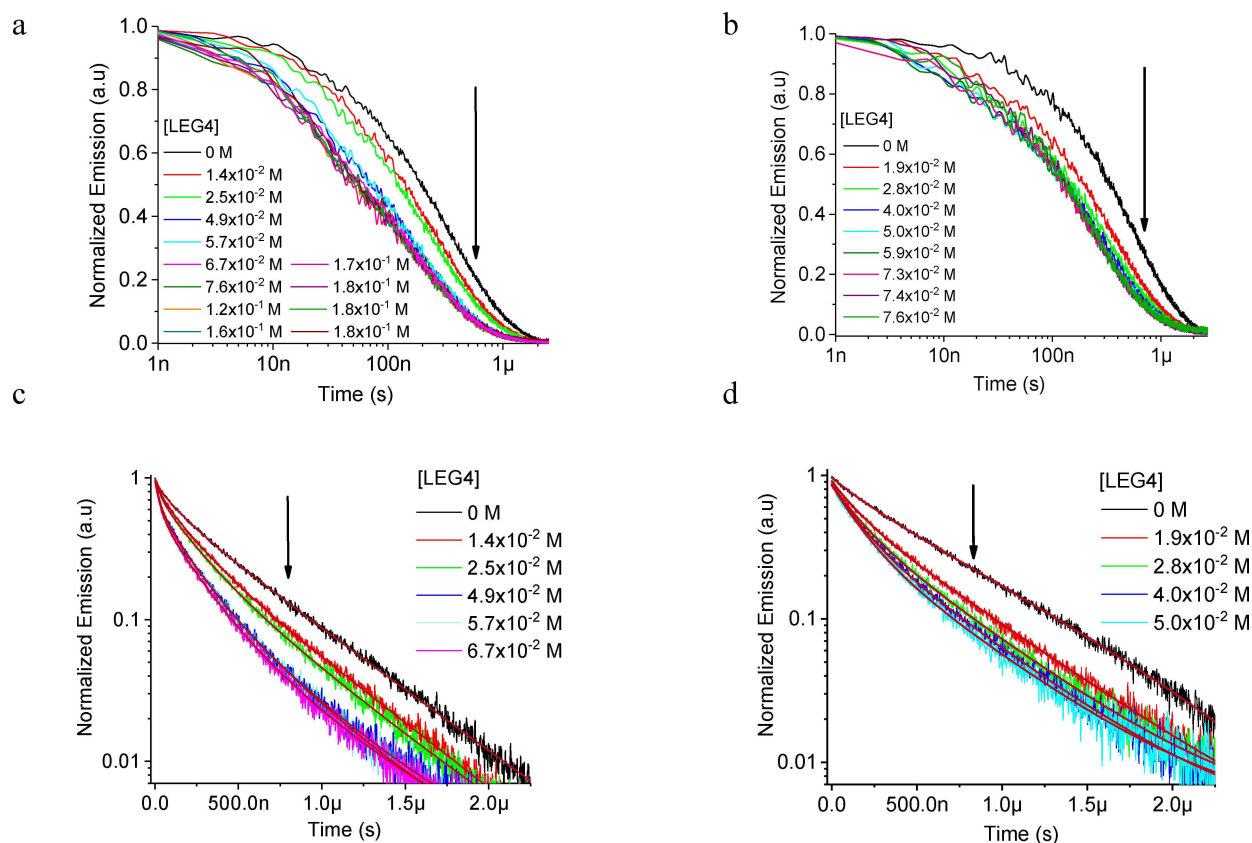 a
Normalized Emission (a.u)
1.0
0.8
0.6
0.4
0.2
0.0
[LEG4]
0 M
1.4x10⁻² M
2.5x10⁻² M
4.9x10⁻² M
5.7x10⁻² M
6.7x10⁻² M
7.6x10⁻² M
1.2x10⁻¹ M
1.6x10⁻¹ M
1.7x10⁻¹ M
1.8x10⁻¹ M
1.8x10⁻¹ M
1.8x10⁻¹ M
1n 10n 100n 1µ
Time (s)
b
Normalized Emission (a.u)
1.0
0.8
0.6
0.4
0.2
0.0
[LEG4]
0 M
1.9x10⁻² M
2.8x10⁻² M
4.0x10⁻² M
5.0x10⁻² M
5.9x10⁻² M
7.3x10⁻² M
7.4x10⁻² M
7.6x10⁻² M
1n 10n 100n 1µ
Time (s)
c
Normalized Emission (a.u)
1
0.1
0.01
[LEG4]
0 M
1.4x10⁻² M
2.5x10⁻² M
4.9x10⁻² M
5.7x10⁻² M
6.7x10⁻² M
0.0 500.0n 1.0µ 1.5µ 2.0µ
Time (s)
d
Normalized Emission (a.u)
1
0.1
0.01
[LEG4]
0 M
1.9x10⁻² M
2.8x10⁻² M
4.0x10⁻² M
5.0x10⁻² M
0.0 500.0n 1.0µ 1.5µ 2.0µ
Time (s)